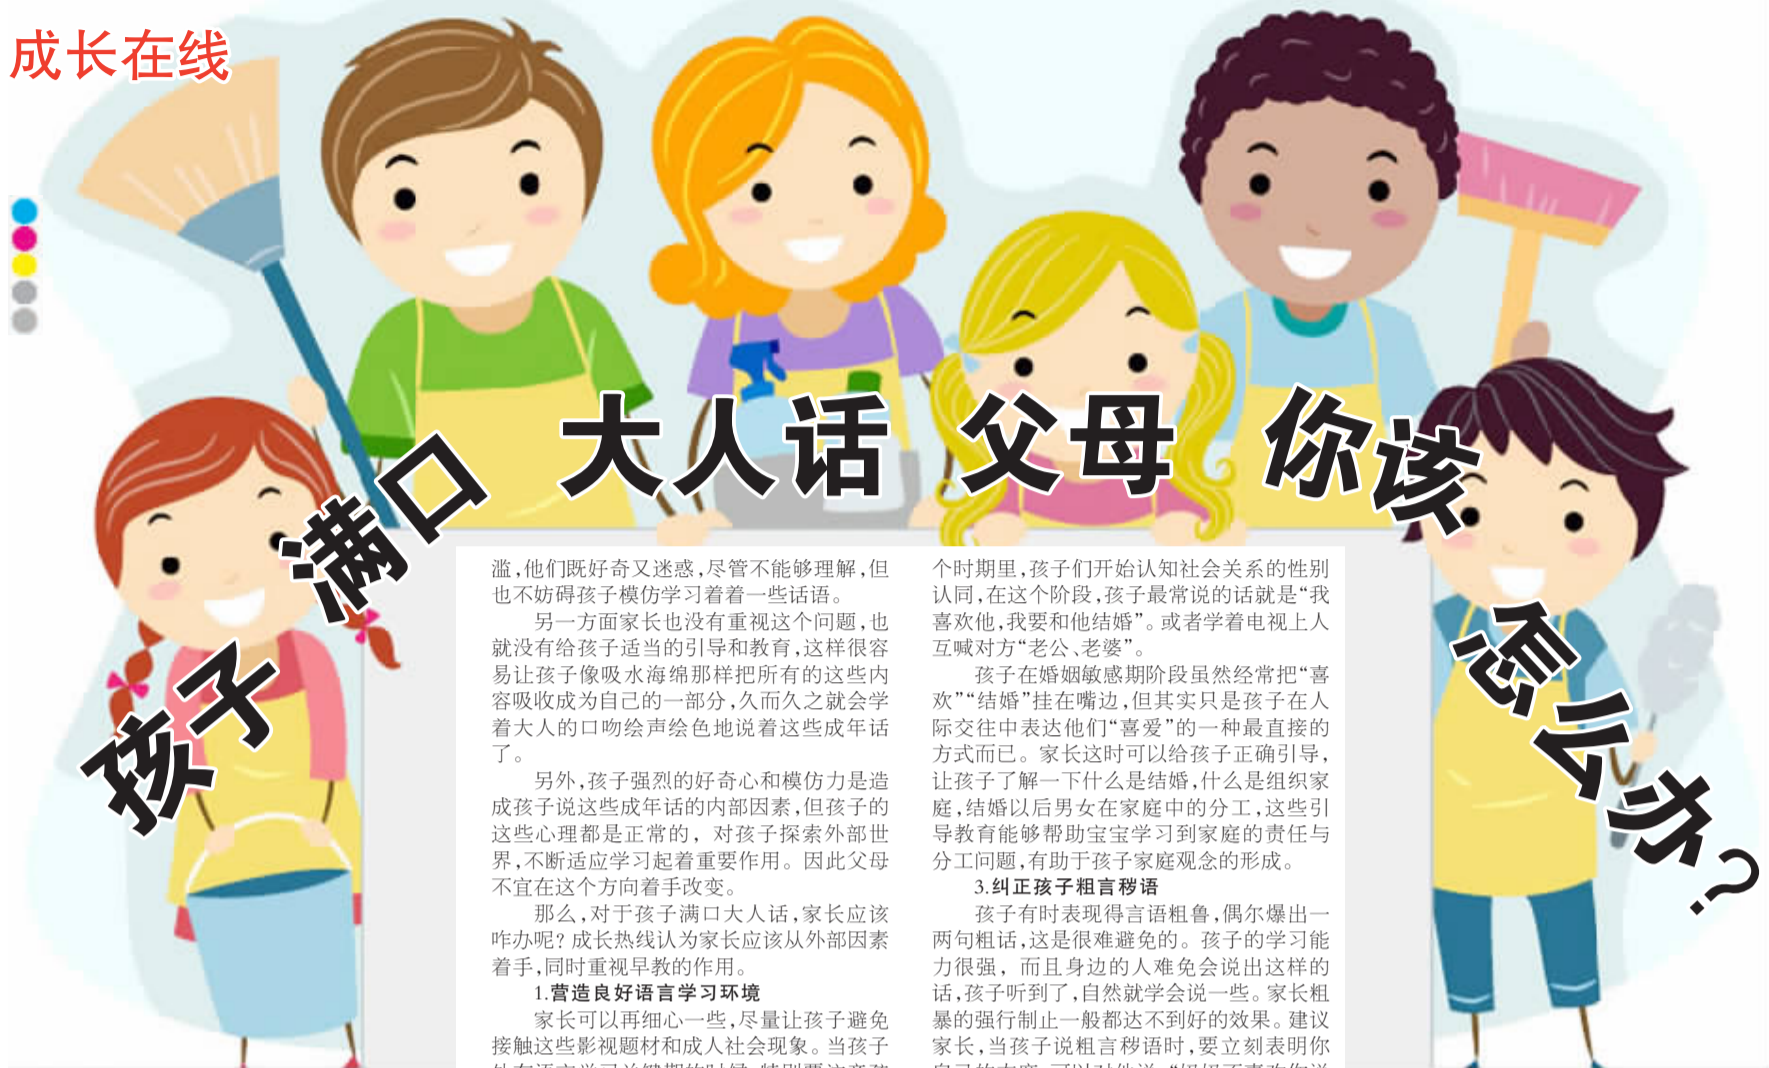 成长在线
孩子满口大人话 父母你该怎么办？
滥，他们既好奇又迷惑，尽管不能够理解，但
也不妨碍孩子模仿学习着着一些话语。
另一方面家长也没有重视这个问题，也
就没有给孩子适当的引导和教育，这样很容
易让孩子像吸水海绵那样把所有的这些内
容吸收成为自己的一部分，久而久之就会学
着大人的口吻绘声绘色地说着这些成年话
了。
另外，孩子强烈的好奇心和模仿力是造
成孩子说这些成年话的内部因素，但孩子的
这些心理都是正常的，对孩子探索外部世
界，不断适应学习起着重要作用。因此父母
不宜在这个方向着手改变。
那么，对于孩子满口大人话，家长应该
咋办呢？成长热线认为家长应该从外部因素
着手，同时重视早教的作用。
1.营造良好语言学习环境
家长可以再细心一些，尽量让孩子避免
接触这些影视题材和成人社会现象。当孩子
个时期里，孩子们开始认知社会关系的性别
认同，在这个阶段，孩子最常说的话就是“我
喜欢他，我要和他结婚”。或者学着电视上人
互喊对方“老公、老婆”。
孩子在婚姻敏感期阶段虽然经常把“喜
欢”“结婚”挂在嘴边，但其实只是孩子在人
际交往中表达他们“喜爱”的一种最直接的
方式而已。家长这时可以给孩子正确引导，
让孩子了解一下什么是结婚，什么是组织家
庭，结婚以后男女在家庭中的分工，这些引
导教育能够帮助宝宝学习到家庭的责任与
分工问题，有助于孩子家庭观念的形成。
3.纠正孩子粗言秽语
孩子有时表现得言语粗鲁，偶尔爆出一
两句粗话，这是很难避免的。孩子的学习能
力很强，而且身边的人难免会说出这样的
话，孩子听到了，自然就学会说一些。家长粗
暴的强行制止一般都达不到好的效果。建议
家长，当孩子说粗言秽语时，要立刻表明你